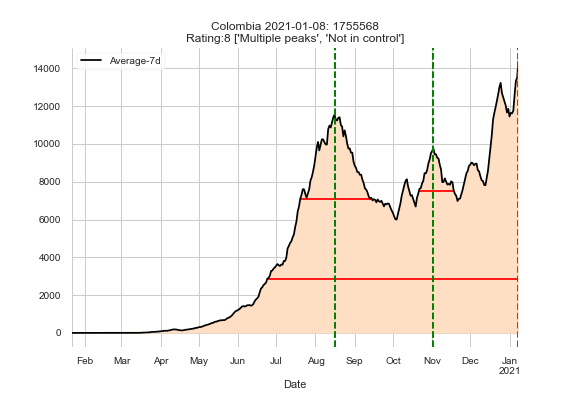 Colombia 2021-01-08: 1755568
Rating:8 ['Multiple peaks', 'Not in control']
Average-7d
14000
12000
10000
8000
6000
4000
2000
0
Feb Mar Apr May Jun Jul Aug Sep Oct Nov Dec Jan
2021
Date